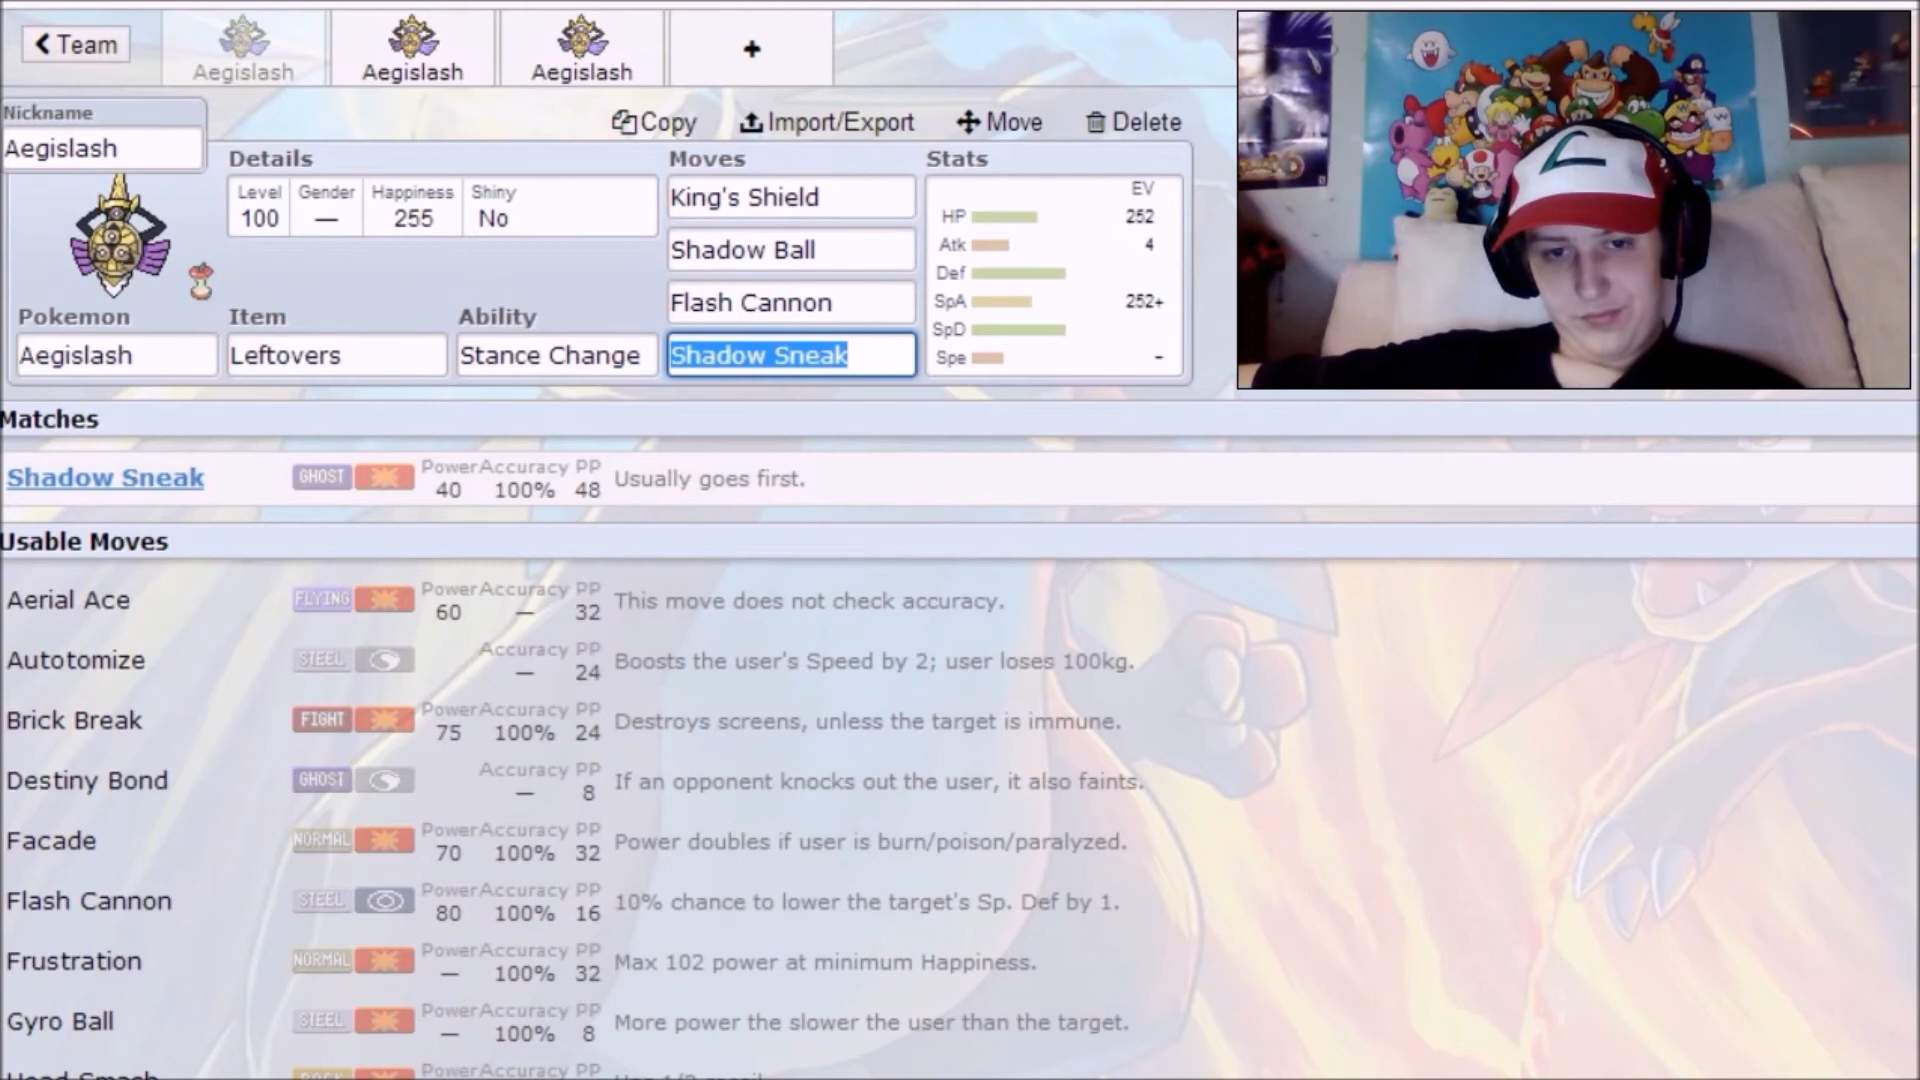 Team
Aegislash
Aegislash
Aegislash
+
Nickname
Aegislash
Copy
Import/Export
Move
Delete
Details
Level Gender Happiness Shiny
100 — 255 No
Pokemon
Aegislash
Item
Leftovers
Ability
Stance Change
Moves
King's Shield
Shadow Ball
Flash Cannon
Shadow Sneak
Stats
EV
HP 252
Atk 4
Def
SpA 252+
SpD
Spe -
Matches
Shadow Sneak GHOST Power 40 Accuracy 100% PP 48 Usually goes first.
Usable Moves
Aerial Ace FLYING Power 60 Accuracy — PP 32 This move does not check accuracy.
Autotomize STEEL Accuracy — PP 24 Boosts the user's Speed by 2; user loses 100kg.
Brick Break FIGHT Power 75 Accuracy 100% PP 24 Destroys screens, unless the target is immune.
Destiny Bond GHOST Accuracy — PP 8 If an opponent knocks out the user, it also faints.
Facade NORMAL Power 70 Accuracy 100% PP 32 Power doubles if user is burn/poison/paralyzed.
Flash Cannon STEEL Power 80 Accuracy 100% PP 16 10% chance to lower the target's Sp. Def by 1.
Frustration NORMAL Power — Accuracy 100% PP 32 Max 102 power at minimum Happiness.
Gyro Ball STEEL Power — Accuracy 100% PP 8 More power the slower the user than the target.
Head Smash ROCK Power Accuracy PP